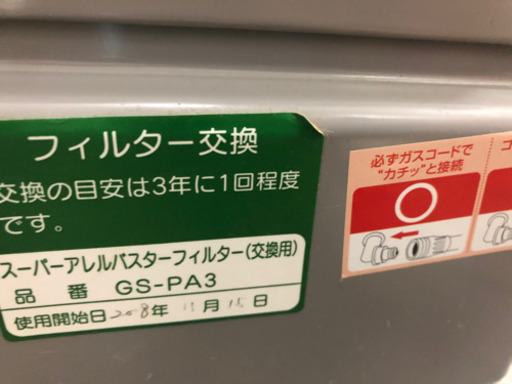 フィルター交換
交換の目安は3年に1回程度
です。
スーパーアレルバスターフィルター(交換用)
品番 GS-PA3
使用開始日2008年11月15日
必ずガスコードで
"カチッ"と接続